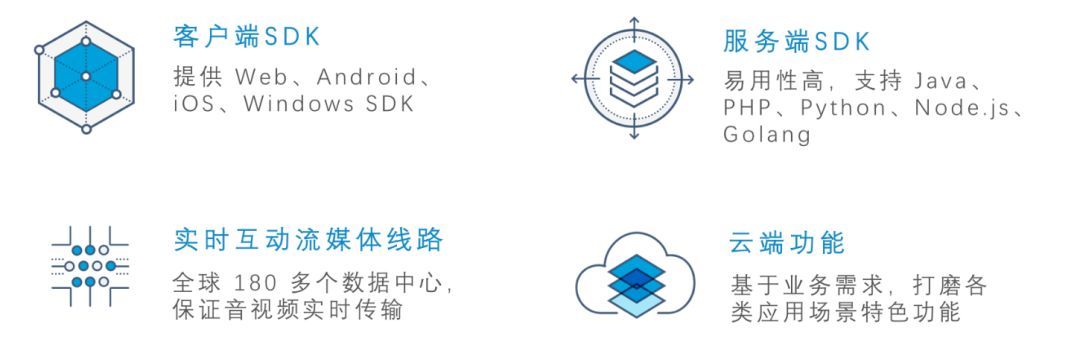 客户端SDK
提供 Web、Android、
iOS、Windows SDK
服务端SDK
易用性高，支持 Java、
PHP、Python、Node.js、
Golang
实时互动流媒体线路
全球 180 多个数据中心，
保证音视频实时传输
云端功能
基于业务需求，打磨各
类应用场景特色功能